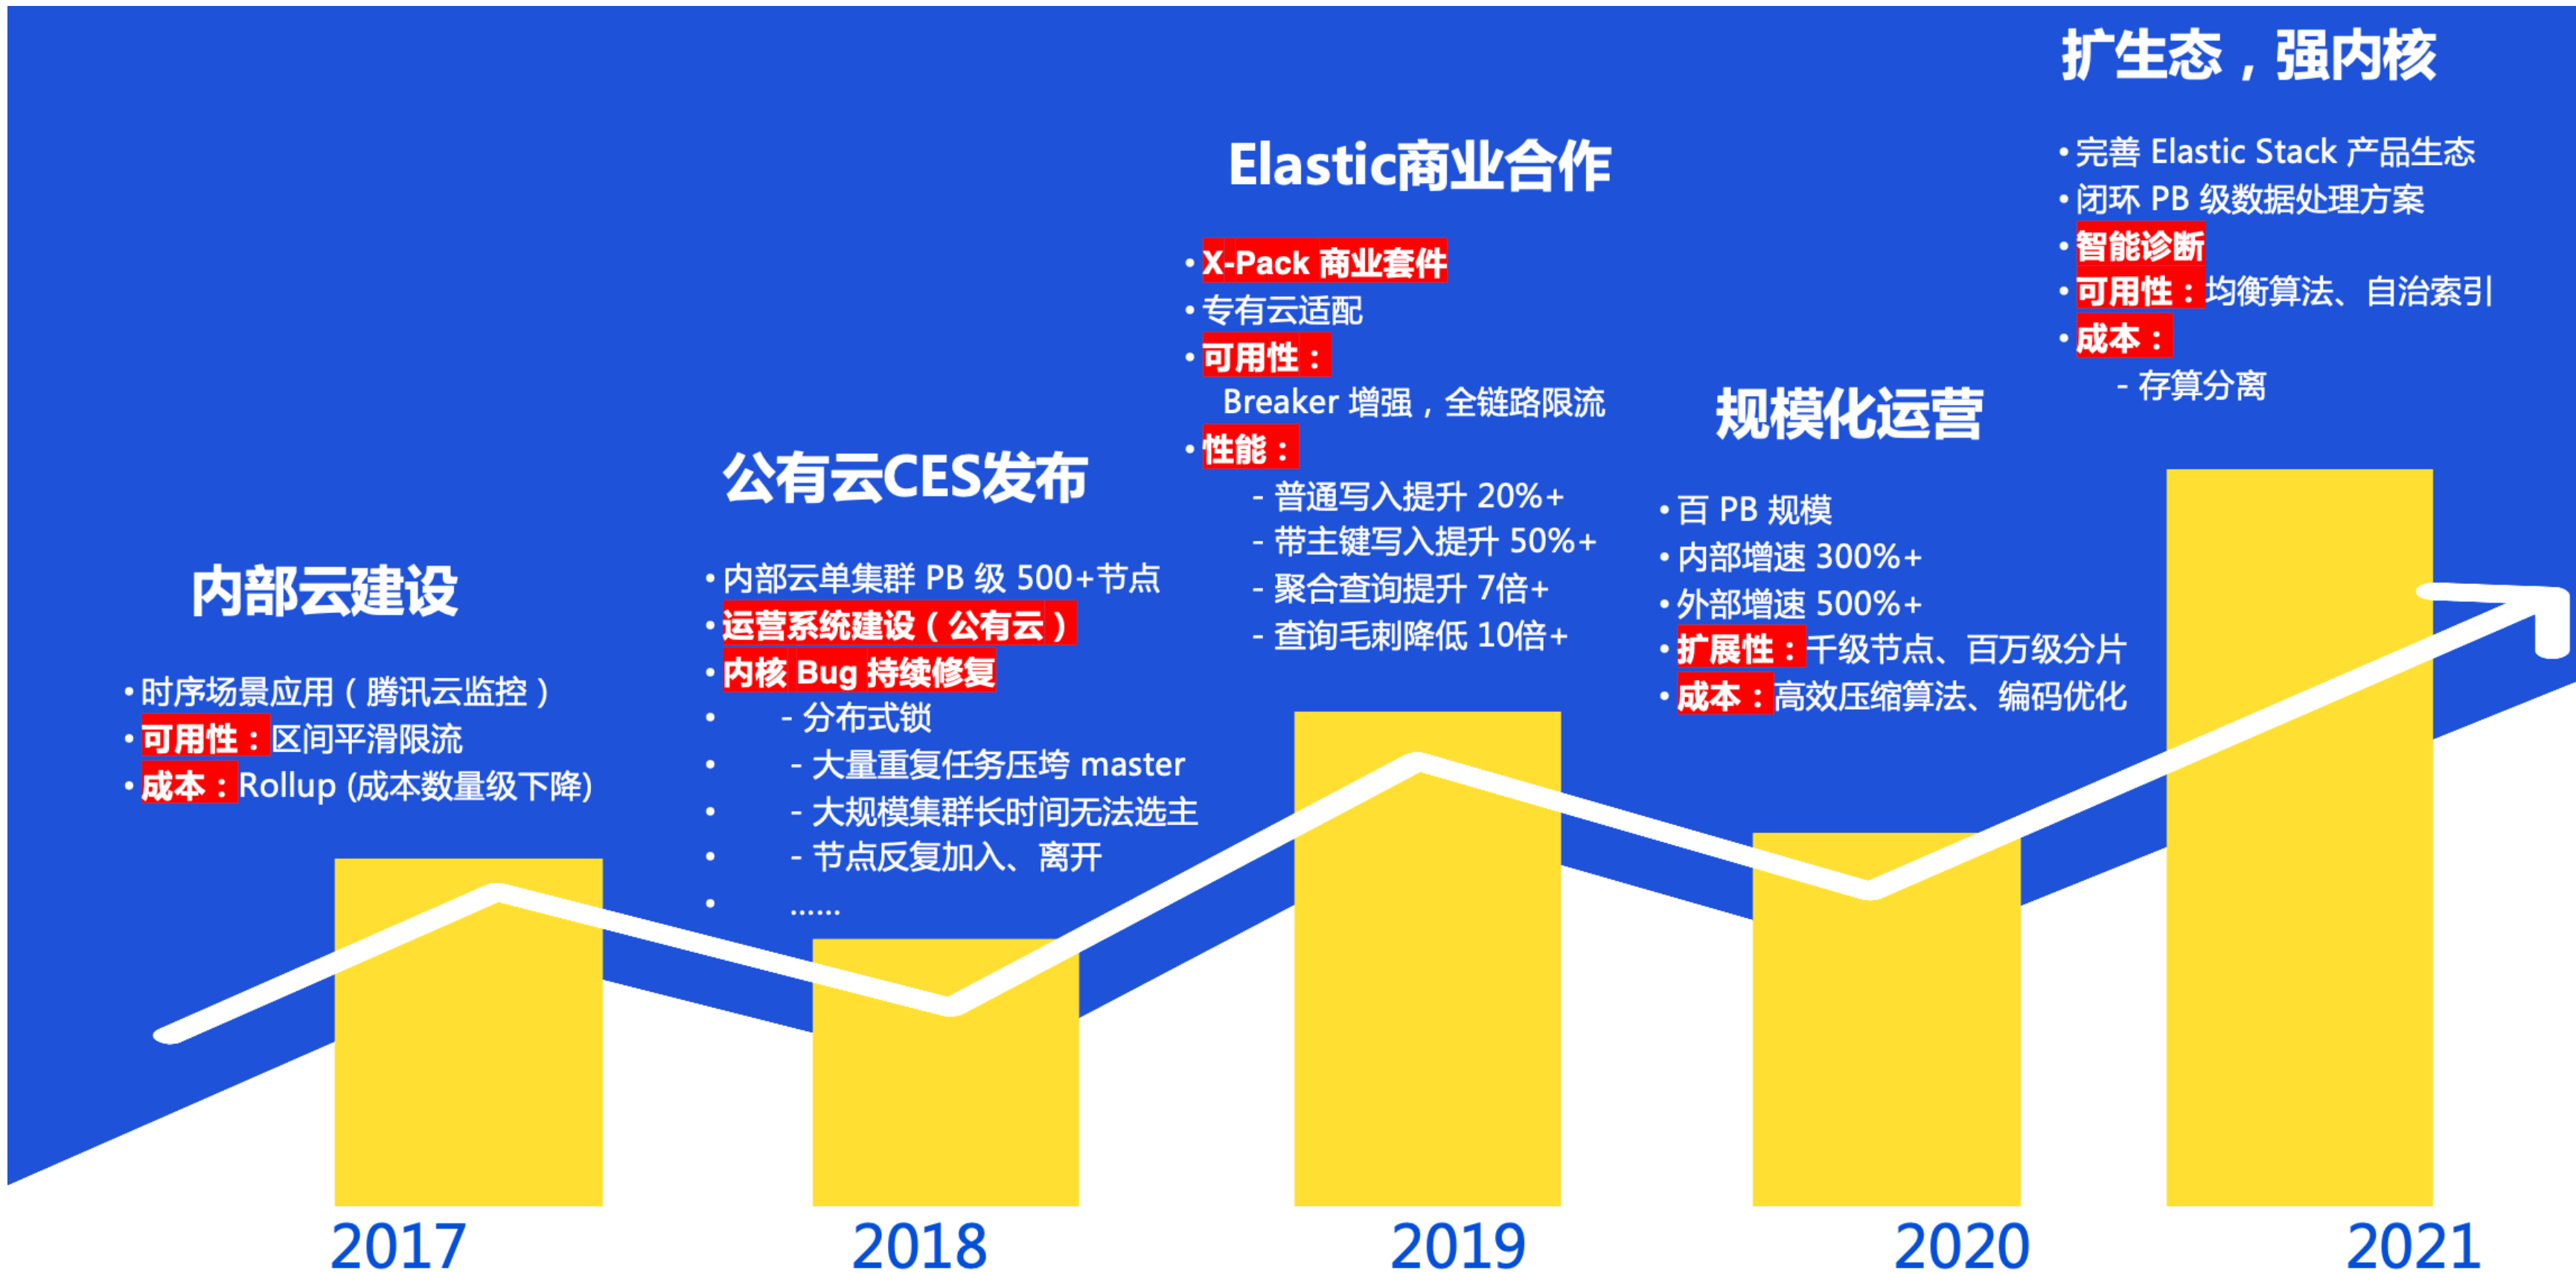 内部云建设
• 时序场景应用（腾讯云监控）
• 可用性：区间平滑限流
• 成本：Rollup (成本数量级下降)
2017
公有云CES发布
• 内部云单集群 PB 级 500+节点
• 运营系统建设（公有云）
• 内核 Bug 持续修复
• - 分布式锁
• - 大量重复任务压垮 master
• - 大规模集群长时间无法选主
• - 节点反复加入、离开
• ......
2018
Elastic商业合作
• X-Pack 商业套件
• 专有云适配
• 可用性：
Breaker 增强，全链路限流
• 性能：
- 普通写入提升 20%+
- 带主键写入提升 50%+
- 聚合查询提升 7倍+
- 查询毛刺降低 10倍+
2019
规模化运营
• 百 PB 规模
• 内部增速 300%+
• 外部增速 500%+
• 扩展性：千级节点、百万级分片
• 成本：高效压缩算法、编码优化
2020
扩生态，强内核
• 完善 Elastic Stack 产品生态
• 闭环 PB 级数据处理方案
• 智能诊断
• 可用性：均衡算法、自治索引
• 成本：
- 存算分离
2021